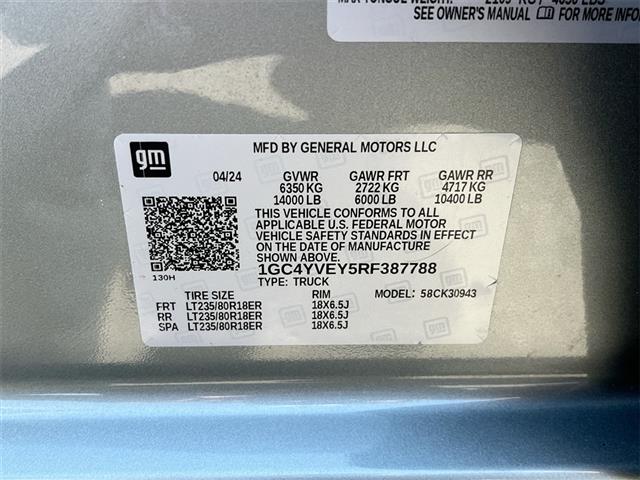 SEE OWNER'S MANUAL FOR MORE INFO
gm
MFD BY GENERAL MOTORS LLC
04/24 GVWR GAWR FRT GAWR RR
6350 KG 2722 KG 4717 KG
14000 LB 6000 LB 10400 LB
THIS VEHICLE CONFORMS TO ALL
APPLICABLE U.S. FEDERAL MOTOR
VEHICLE SAFETY STANDARDS IN EFFECT
ON THE DATE OF MANUFACTURE
SHOWN ABOVE.
130H
1GC4YVEY5RF387788
TYPE: TRUCK
TIRE SIZE RIM MODEL: 58CK30943
FRT LT235/80R18ER 18X6.5J
RR LT235/80R18ER 18X6.5J
SPA LT235/80R18ER 18X6.5J